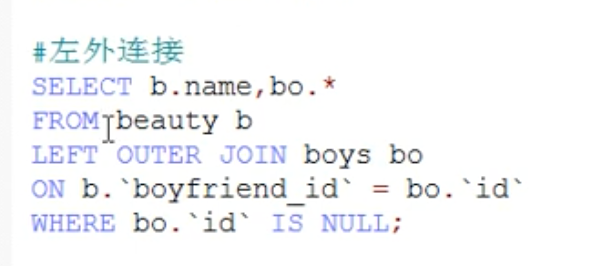 #左外连接
SELECT b.name,bo.*
FROM beauty b
LEFT OUTER JOIN boys bo
ON b.`boyfriend_id` = bo.`id`
WHERE bo.`id` IS NULL;